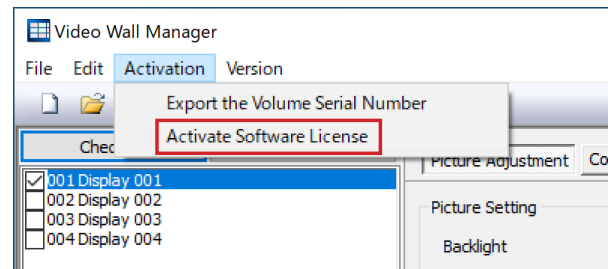 Video Wall Manager
File Edit Activation Version
Export the Volume Serial Number
Activate Software License
Picture Adjustment
001 Display 001
002 Display 002
003 Display 003
004 Display 004
Picture Setting
Backlight